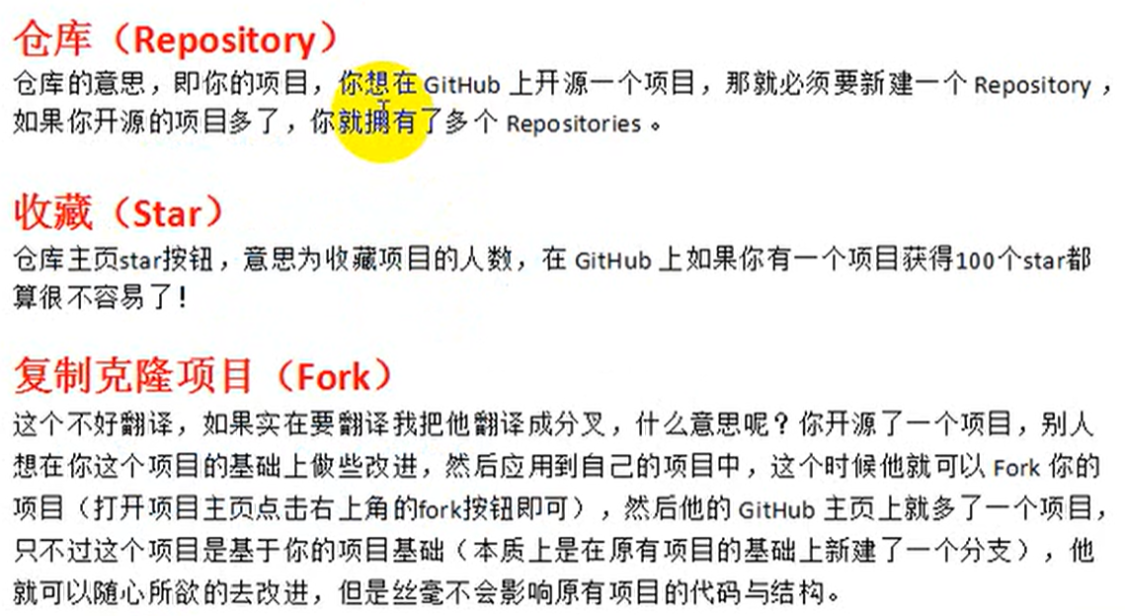 仓库（Repository）
仓库的意思，即你的项目，你想在 GitHub 上开源一个项目，那就必须要新建一个 Repository ，
如果你开源的项目多了，你就拥有了多个 Repositories 。
收藏（Star）
仓库主页star按钮，意思为收藏项目的人数，在 GitHub 上如果你有一个项目获得100个star都
算很不容易了！
复制克隆项目（Fork）
这个不好翻译，如果实在要翻译我把他翻译成分叉，什么意思呢？你开源了一个项目，别人
想在你这个项目的基础上做些改进，然后应用到自己的项目中，这个时候他就可以 Fork 你的
项目（打开项目主页点击右上角的fork按钮即可），然后他的 GitHub 主页上就多了一个项目，
只不过这个项目是基于你的项目基础（本质上是在原有项目的基础上新建了一个分支），他
就可以随心所欲的去改进，但是丝毫不会影响原有项目的代码与结构。